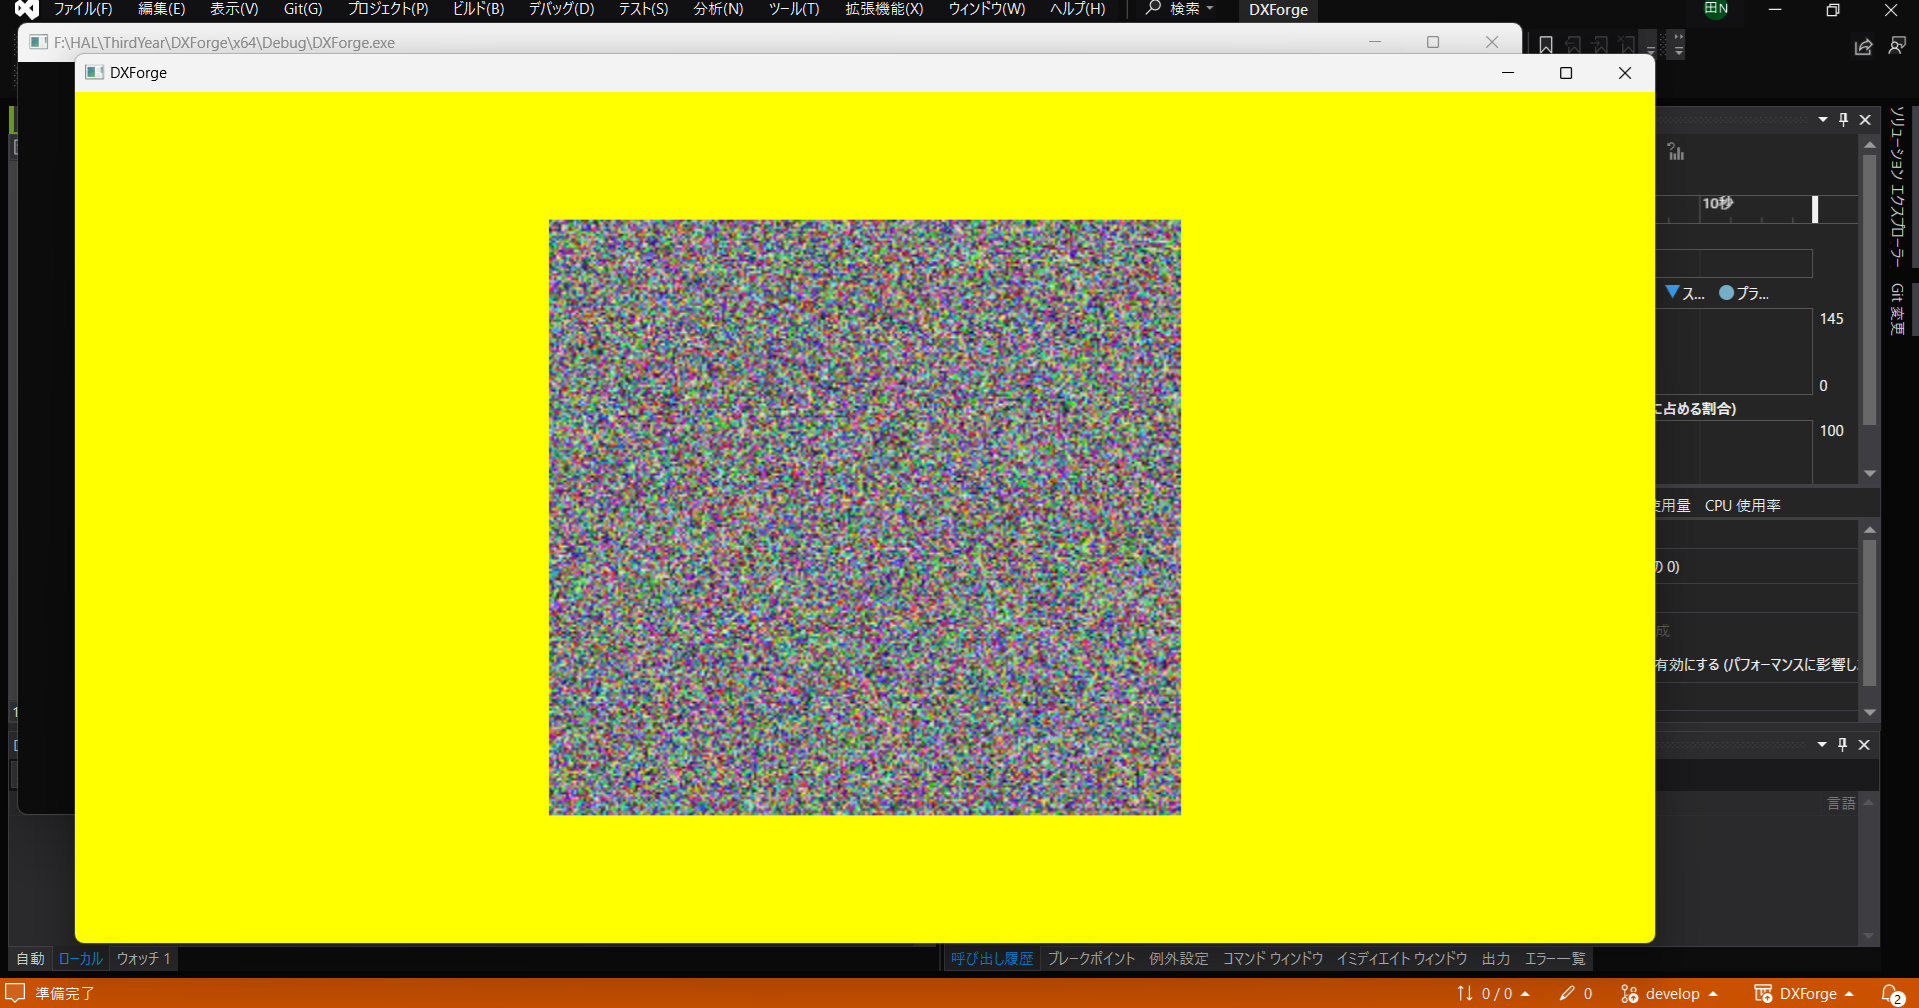 ファイル(F) 編集(E) 表示(V) Git(G) プロジェクト(P) ビルド(B) デバッグ(D) テスト(S) 分析(N) ツール(T) 拡張機能(X) ウィンドウ(W) ヘルプ(H) 検索 DXForge 田N
F:\HAL\ThirdYear\DXForge\x64\Debug\DXForge.exe
DXForge
ソリューション エクスプローラー
Git 変更
10秒
ス... プラ...
145
0
に占める割合)
100
使用量 CPU 使用率
の 0)
成
有効にする (パフォーマンスに影響し
1
言語
自動 ローカル ウォッチ 1
呼び出し履歴 ブレークポイント 例外設定 コマンド ウィンドウ イミディエイト ウィンドウ 出力 エラー一覧
準備完了 0 / 0 0 develop DXForge 2